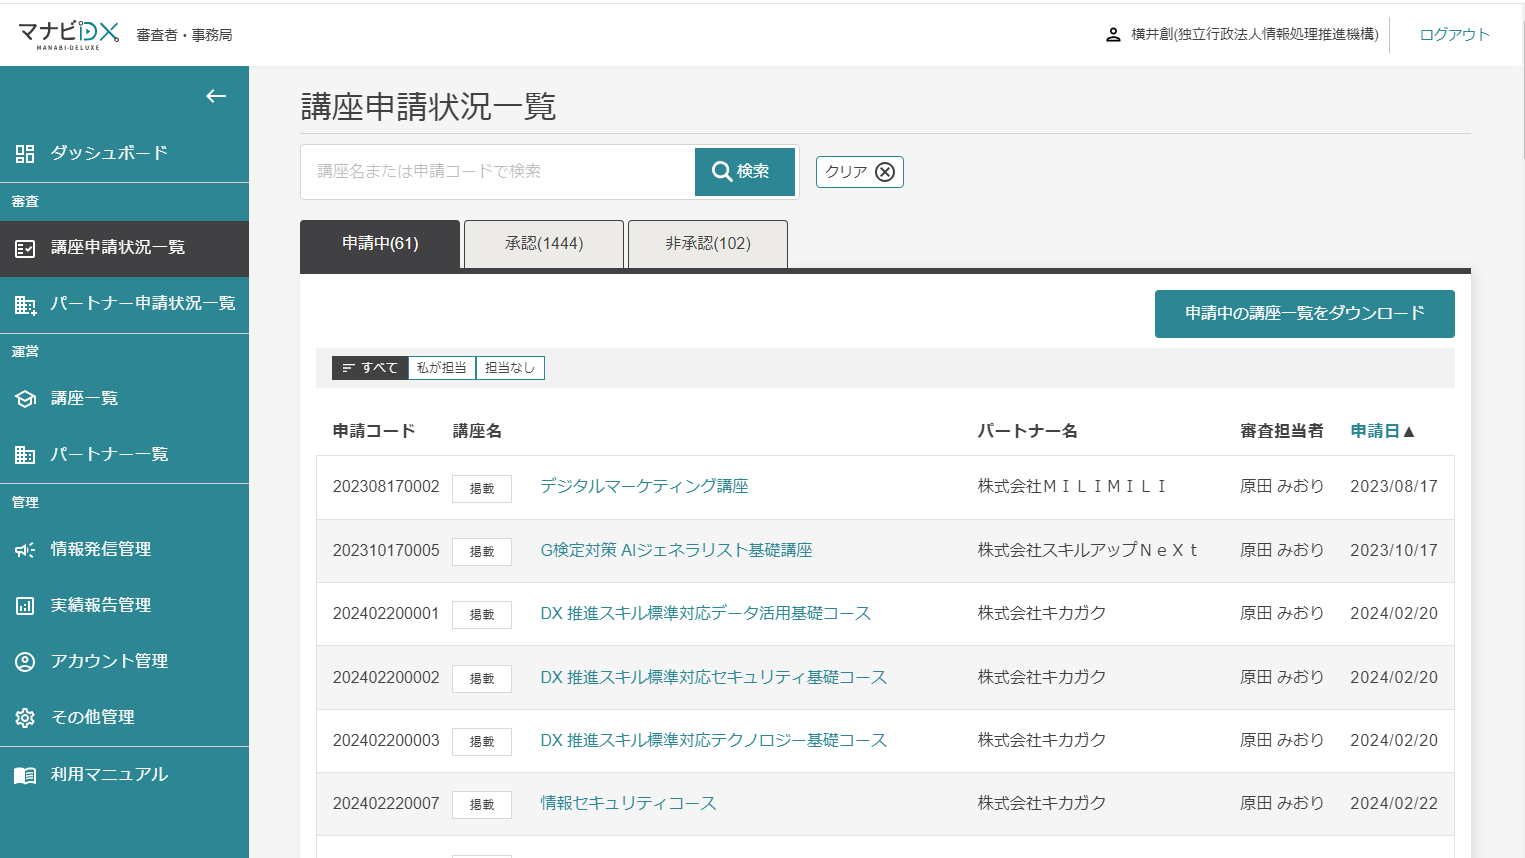 マナビDX
MANABI-DELUXE
審査者・事務局
横井創(独立行政法人情報処理推進機構)
ログアウト
ダッシュボード
審査
講座申請状況一覧
パートナー申請状況一覧
運営
講座一覧
パートナー一覧
管理
情報発信管理
実績報告管理
アカウント管理
その他管理
利用マニュアル
講座申請状況一覧
講座名または申請コードで検索
検索
クリア
申請中(61)
承認(1444)
非承認(102)
申請中の講座一覧をダウンロード
すべて 私が担当 担当なし
申請コード 講座名 パートナー名 審査担当者 申請日▲
202308170002 掲載 デジタルマーケティング講座 株式会社ＭＩＬＩＭＩＬＩ 原田 みおり 2023/08/17
202310170005 掲載 G検定対策 AIジェネラリスト基礎講座 株式会社スキルアップＮｅＸｔ 原田 みおり 2023/10/17
202402200001 掲載 DX 推進スキル標準対応データ活用基礎コース 株式会社キカガク 原田 みおり 2024/02/20
202402200002 掲載 DX 推進スキル標準対応セキュリティ基礎コース 株式会社キカガク 原田 みおり 2024/02/20
202402200003 掲載 DX 推進スキル標準対応テクノロジー基礎コース 株式会社キカガク 原田 みおり 2024/02/20
202402220007 掲載 情報セキュリティコース 株式会社キカガク 原田 みおり 2024/02/22